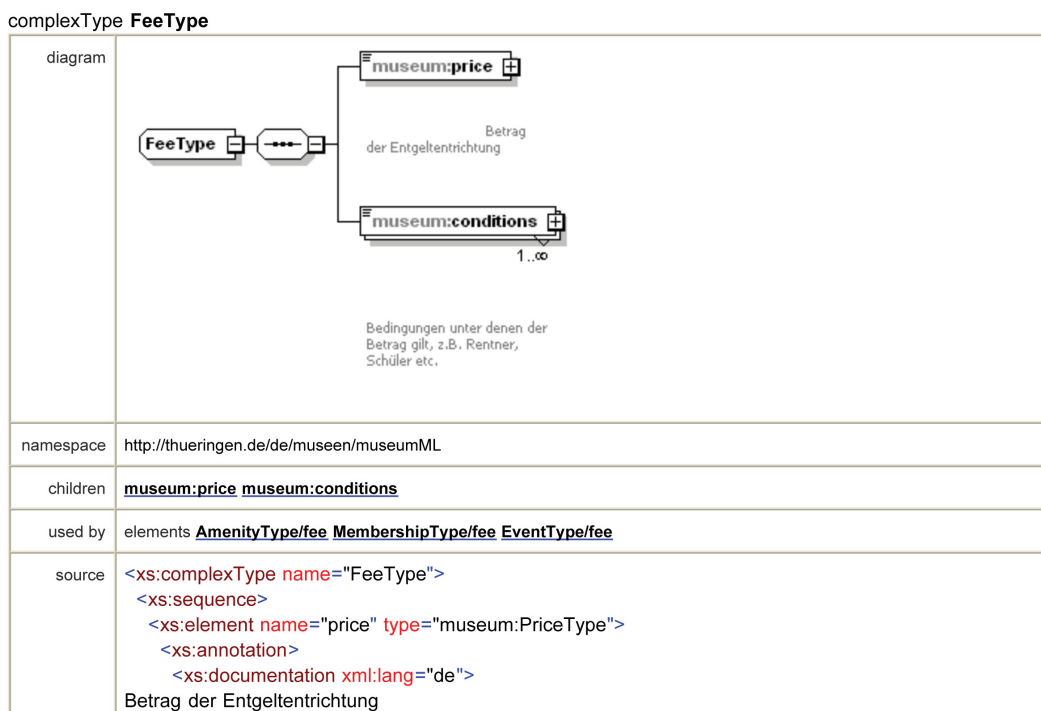 complexType FeeType
diagram
museum:price
Betrag
der Entgeltentrichtung
FeeType
museum:conditions
1..∞
Bedingungen unter denen der
Betrag gilt, z.B. Rentner,
Schüler etc.
namespace http://thueringen.de/de/museen/museumML
children museum:price museum:conditions
used by elements AmenityType/fee MembershipType/fee EventType/fee
source <xs:complexType name="FeeType">
<xs:sequence>
<xs:element name="price" type="museum:PriceType">
<xs:annotation>
<xs:documentation xml:lang="de">
Betrag der Entgeltentrichtung